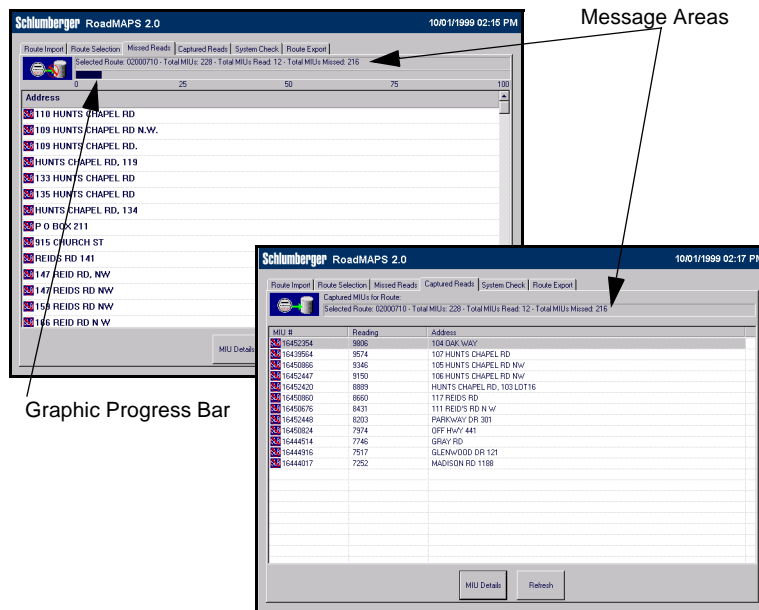 Message Areas
Schlumberger RoadMAPS 2.0 10/01/1999 02:15 PM
Route Import Route Selection Missed Reads Captured Reads System Check Route Export
Selected Route: 02000710 - Total MIUs: 228 - Total MIUs Read: 12 - Total MIUs Missed: 216
0 25 50 75 100
Address
110 HUNTS CHAPEL RD
109 HUNTS CHAPEL RD N.W.
109 HUNTS CHAPEL RD.
HUNTS CHAPEL RD, 119
133 HUNTS CHAPEL RD
135 HUNTS CHAPEL RD
HUNTS CHAPEL RD, 134
P O BOX 211
915 CHURCH ST
REIDS RD 141
147 REID RD, NW
147 REIDS RD NW
159 REIDS RD NW
166 REID RD N W
MIU Details
Graphic Progress Bar
Schlumberger RoadMAPS 2.0 10/01/1999 02:17 PM
Route Import Route Selection Missed Reads Captured Reads System Check Route Export
Captured MIUs for Route:
Selected Route: 02000710 - Total MIUs: 228 - Total MIUs Read: 12 - Total MIUs Missed: 216
MIU # Reading Address
16452354 9806 104 OAK WAY
16439564 9574 107 HUNTS CHAPEL RD
16450866 9346 105 HUNTS CHAPEL RD NW
16452447 9150 106 HUNTS CHAPEL RD NW
16452420 8889 HUNTS CHAPEL RD, 103 LOT16
16450860 8660 117 REIDS RD
16450676 8431 111 REID'S RD N W
16452448 8203 PARKWAY DR 301
16450824 7974 OFF HWY 441
16444514 7746 GRAY RD
16444916 7517 GLENWOOD DR 121
16444017 7252 MADISON RD 1188
MIU Details Refresh